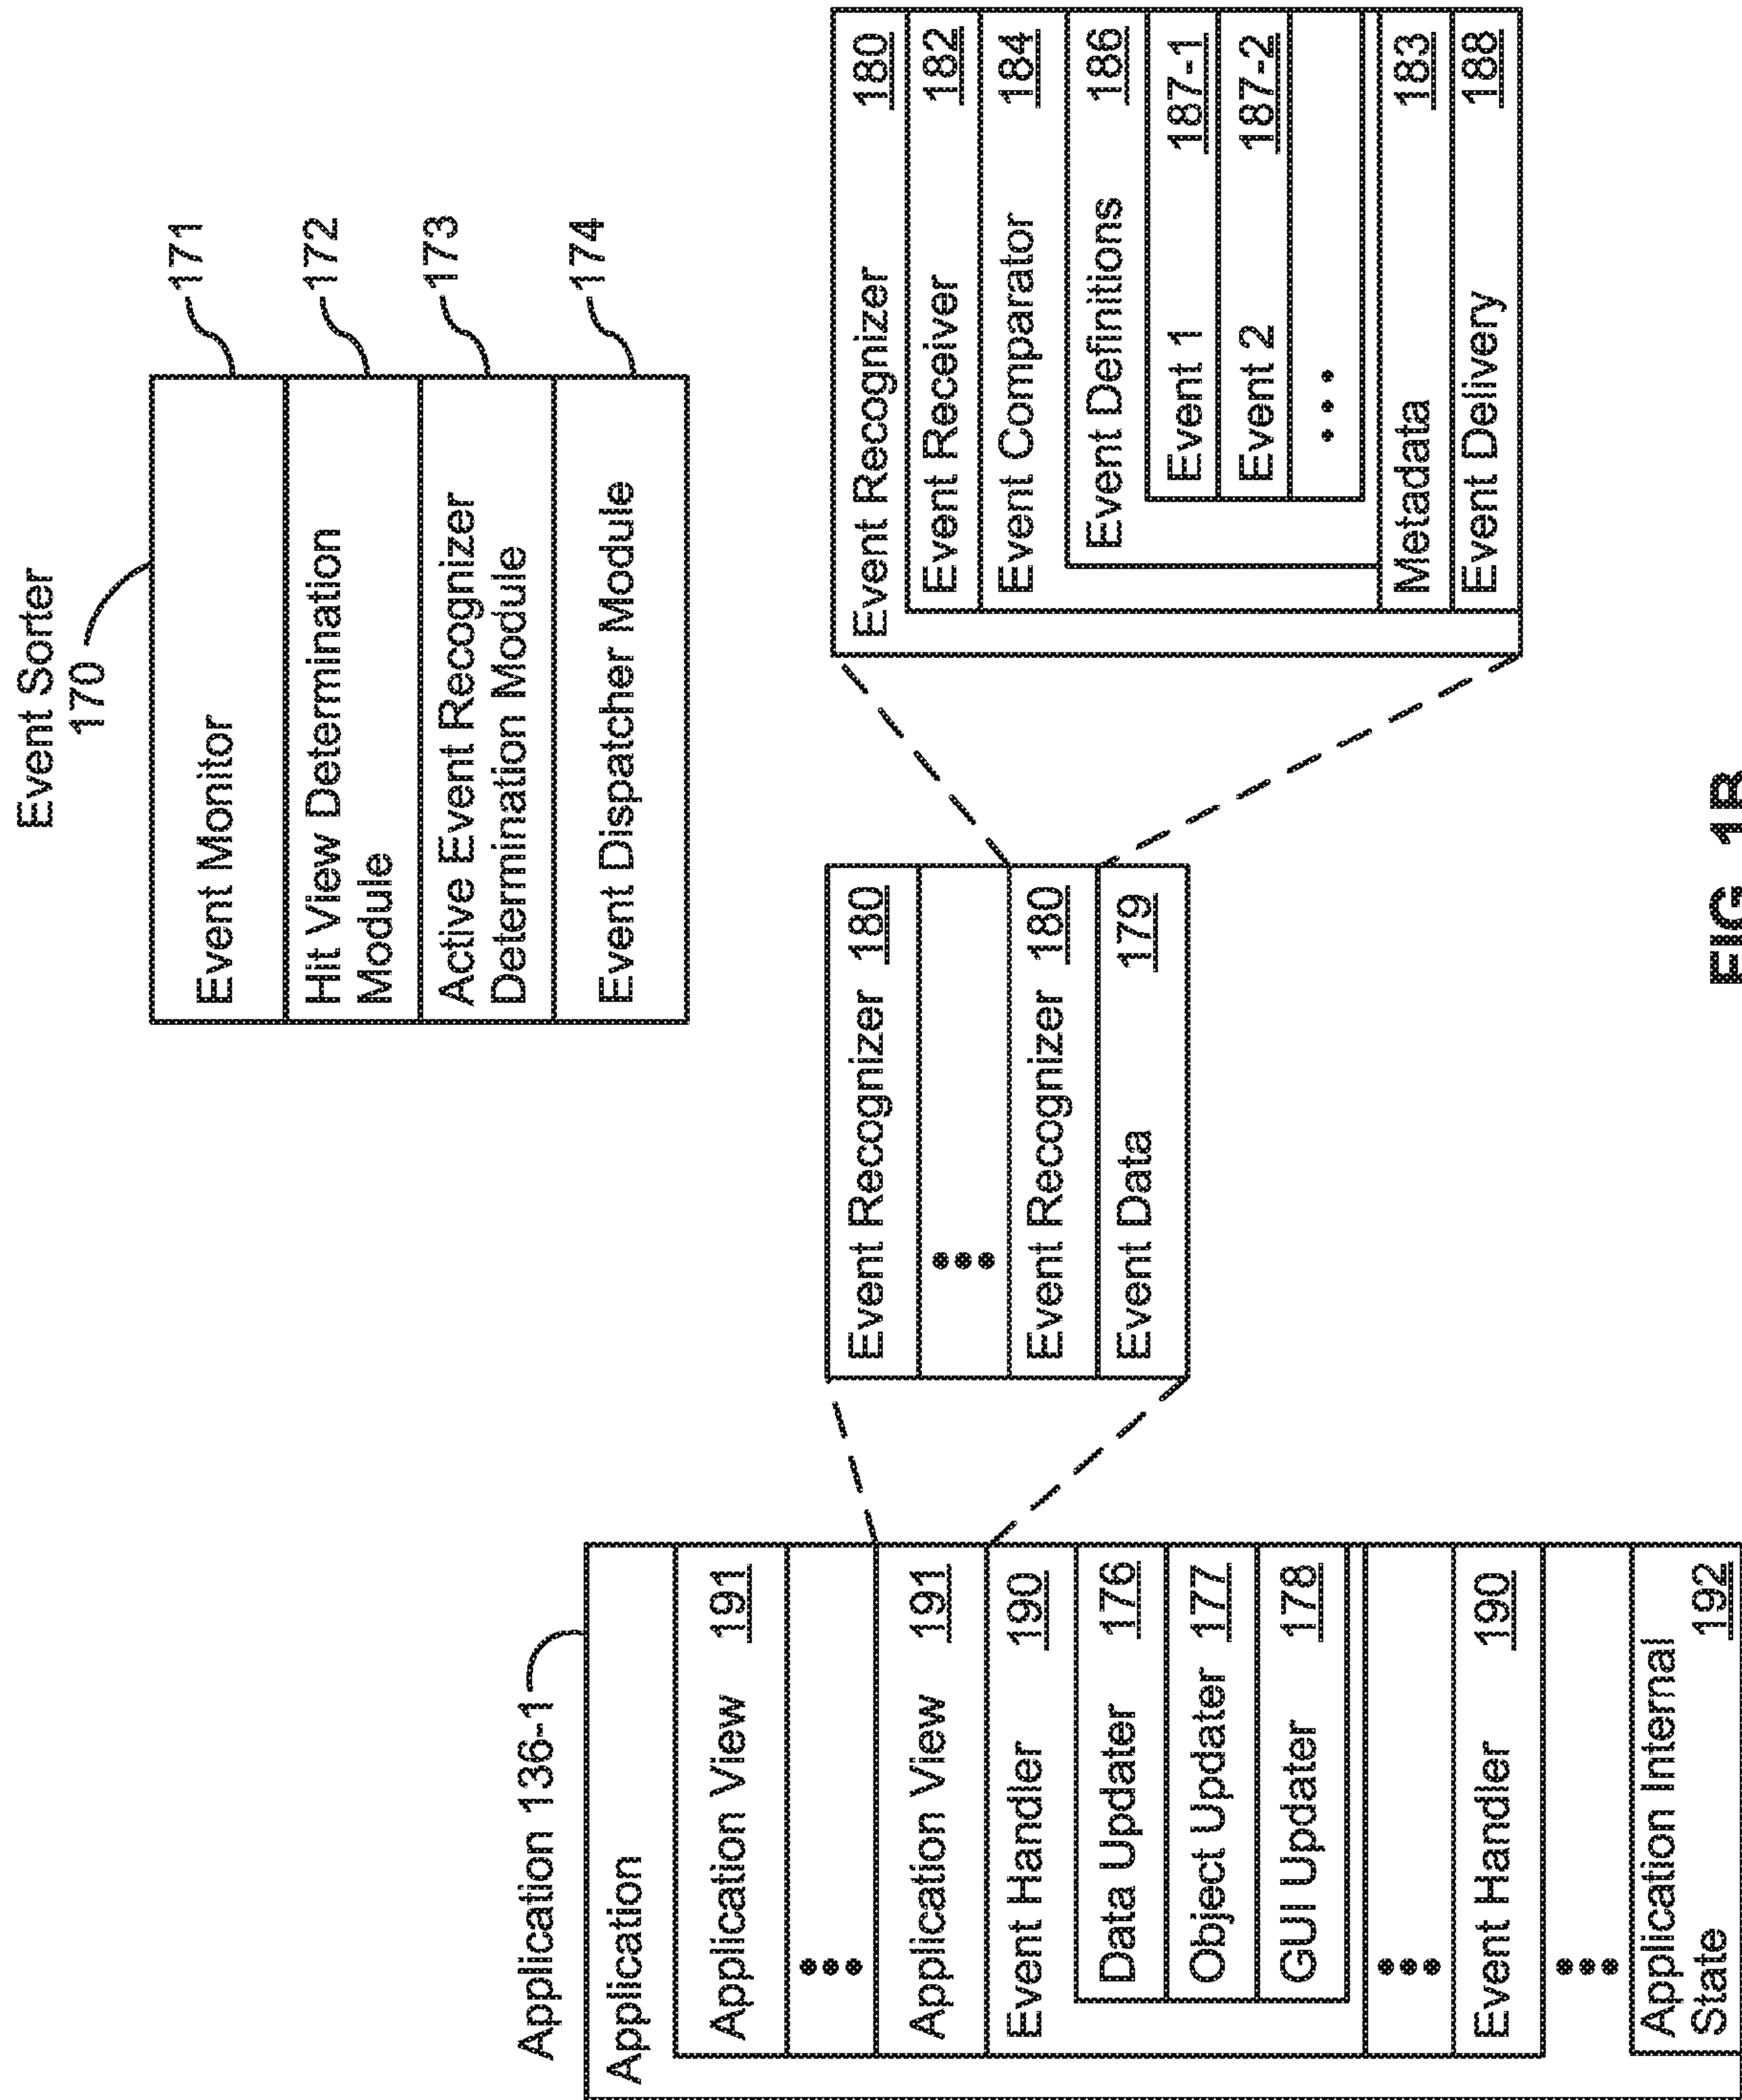 Event Sorter
170
Event Monitor
171
Hit View Determination
Module
172
Active Event Recognizer
Determination Module
173
Event Dispatcher Module
174
Application 136-1
Application
Application View 191
•••
Application View 191
Event Handler 190
Data Updater 176
Object Updater 177
GUI Updater 178
•••
Event Handler 190
•••
Application Internal
State 192
Event Recognizer 180
•••
Event Recognizer 180
Event Data 179
Event Recognizer 180
Event Receiver 182
Event Comparator 184
Event Definitions 186
Event 1 187-1
Event 2 187-2
•••
Metadata 183
Event Delivery 188
FIG. 1B